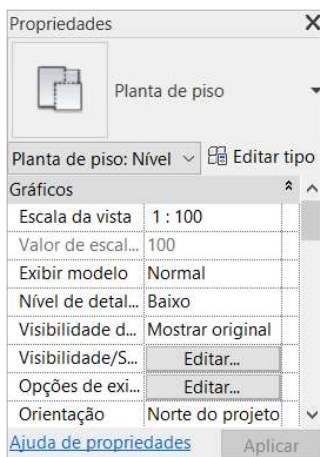 Propriedades
Planta de piso
Planta de piso: Nível Editar tipo
Gráficos
Escala da vista 1 : 100
Valor de escal... 100
Exibir modelo Normal
Nível de detal... Baixo
Visibilidade d... Mostrar original
Visibilidade/S... Editar...
Opções de exi... Editar...
Orientação Norte do projeto
Ajuda de propriedades Aplicar